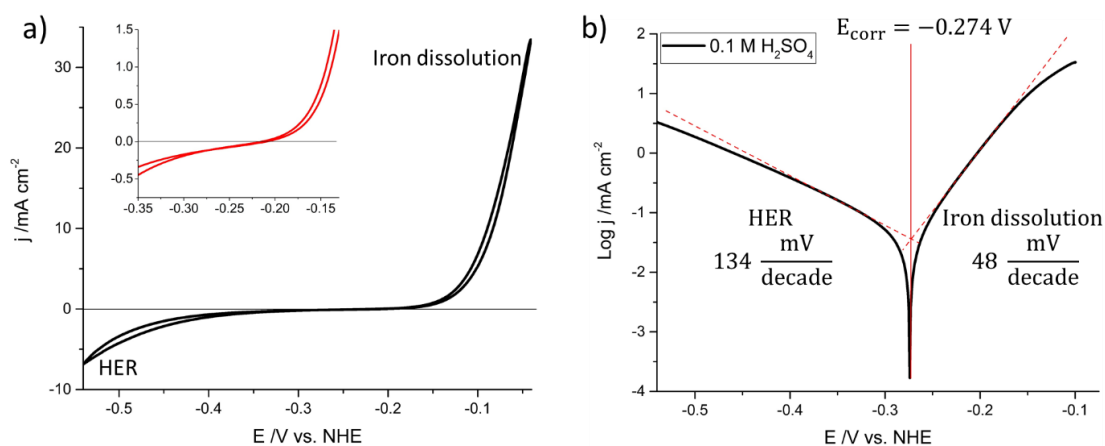 a)
Iron dissolution
HER
j /mA cm⁻²
30
20
10
0
-10
-0.5
-0.4
-0.3
-0.2
-0.1
E /V vs. NHE
1.5
1.0
0.5
0.0
-0.5
-0.35
-0.30
-0.25
-0.20
-0.15
b)
E_corr = −0.274 V
0.1 M H₂SO₄
Log j /mA cm⁻²
2
1
0
-1
-2
-3
-4
HER
134 mV/decade
Iron dissolution
48 mV/decade
-0.5
-0.4
-0.3
-0.2
-0.1
E /V vs. NHE